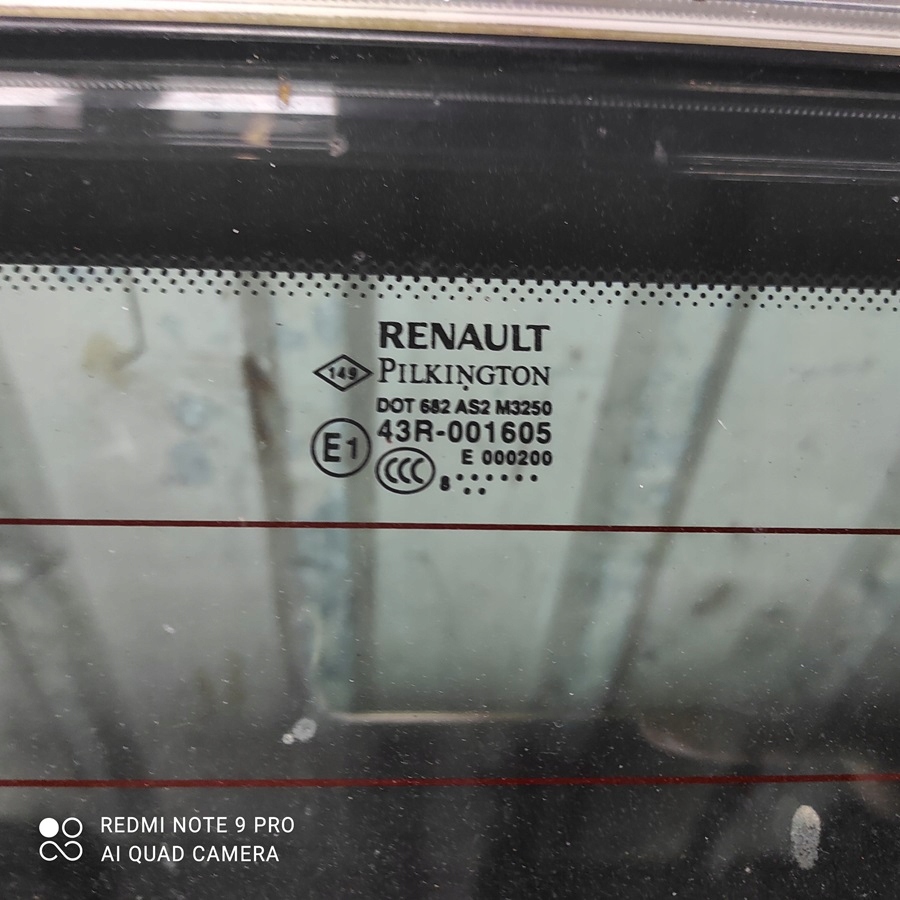 RENAULT
149 PILKINGTON
DOT 682 AS2 M3250
E1 43R-001605
E 000200
CCC 8
REDMI NOTE 9 PRO
AI QUAD CAMERA